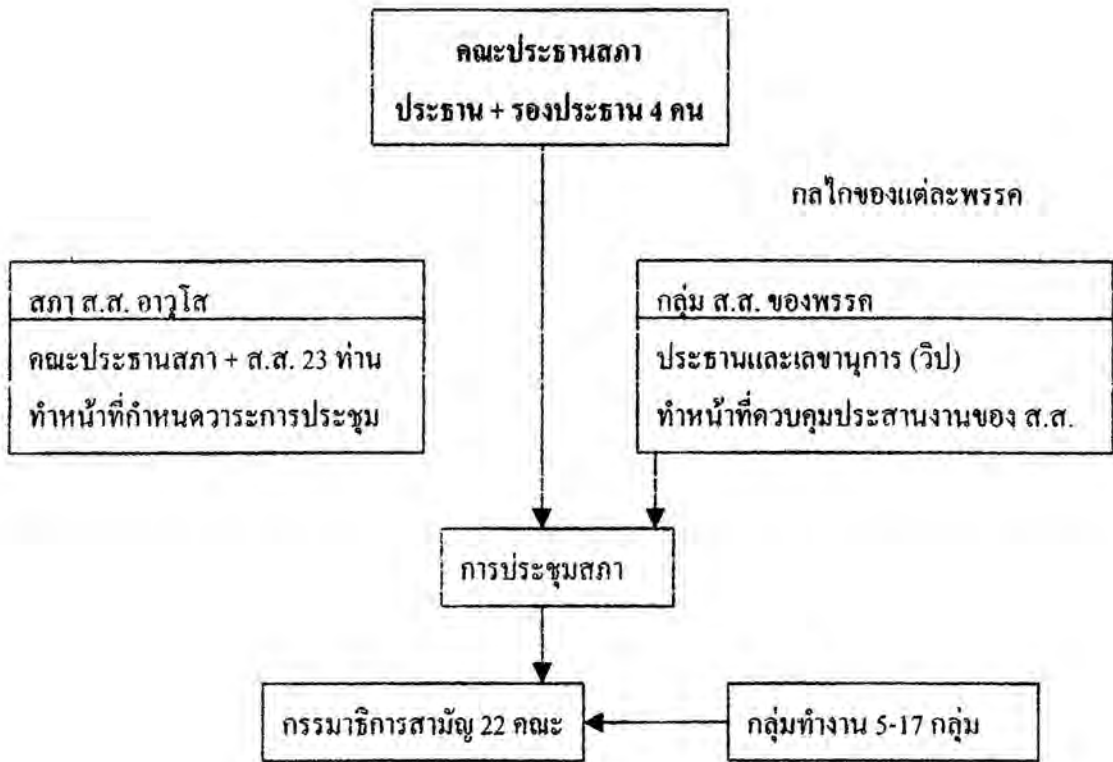 คณะประธานสภา
ประธาน + รองประธาน 4 คน
กลไกของแต่ละพรรค
สภา ส.ส. อาวุโส
คณะประธานสภา + ส.ส. 23 ท่าน
ทำหน้าที่กำหนดวาระการประชุม
กลุ่ม ส.ส. ของพรรค
ประธานและเลขานุการ (วิป)
ทำหน้าที่ควบคุมประสานงานของ ส.ส.
การประชุมสภา
กรรมาธิการสามัญ 22 คณะ
กลุ่มทำงาน 5-17 กลุ่ม